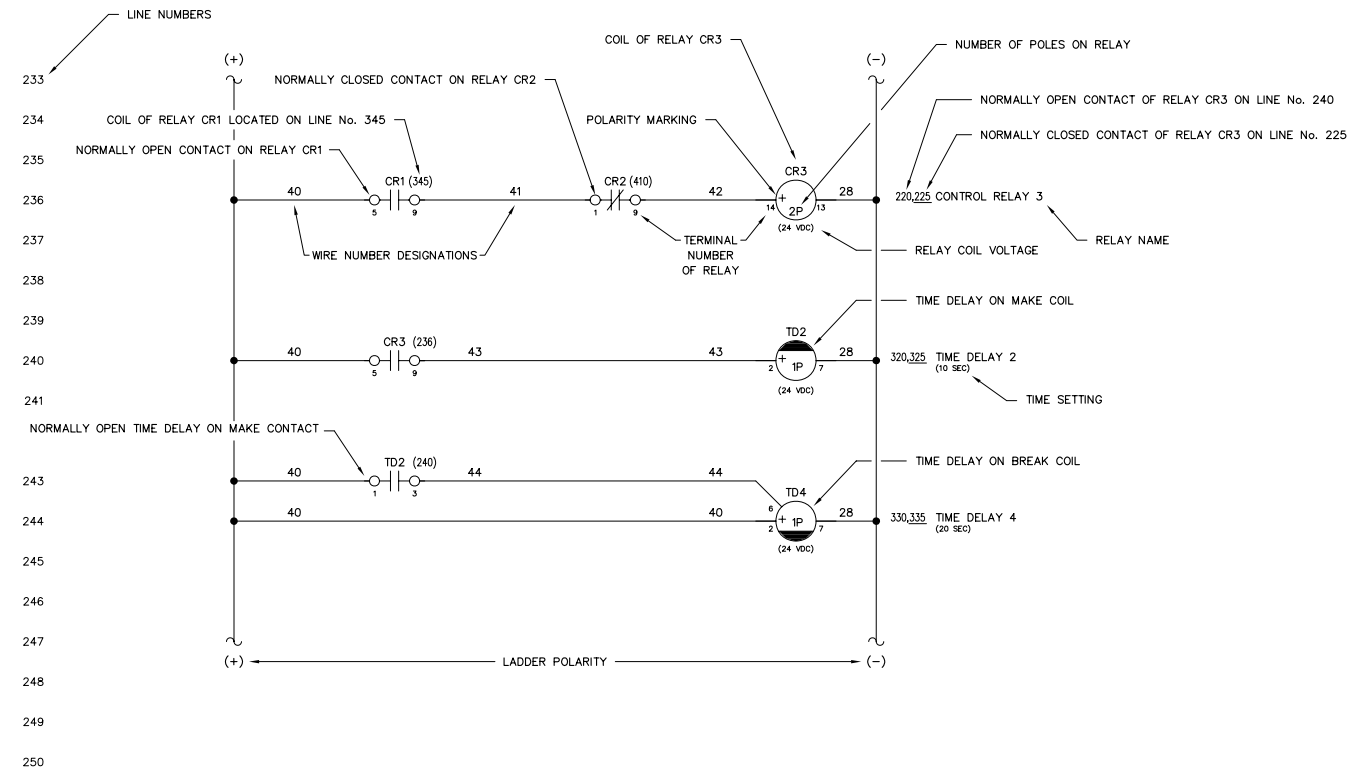 LINE NUMBERS
COIL OF RELAY CR3
NUMBER OF POLES ON RELAY
(+)
(-)
233
NORMALLY CLOSED CONTACT ON RELAY CR2
NORMALLY OPEN CONTACT OF RELAY CR3 ON LINE No. 240
234
COIL OF RELAY CR1 LOCATED ON LINE No. 345
POLARITY MARKING
NORMALLY CLOSED CONTACT OF RELAY CR3 ON LINE No. 225
235
NORMALLY OPEN CONTACT ON RELAY CR1
CR3
40
CR1 (345)
41
CR2 (410)
42
28
236
5
9
1
9
14
+
2P
13
220,225 CONTROL RELAY 3
(24 VDC)
237
WIRE NUMBER DESIGNATIONS
TERMINAL
NUMBER
OF RELAY
RELAY COIL VOLTAGE
RELAY NAME
238
TIME DELAY ON MAKE COIL
239
TD2
40
CR3 (236)
43
43
28
240
5
9
2
+
1P
7
320,325 TIME DELAY 2
(10 SEC)
(24 VDC)
241
TIME SETTING
NORMALLY OPEN TIME DELAY ON MAKE CONTACT
TIME DELAY ON BREAK COIL
40
TD2 (240)
44
44
243
1
3
TD4
40
40
6
28
244
2
+
1P
7
330,335 TIME DELAY 4
(20 SEC)
(24 VDC)
245
246
247
(+)
LADDER POLARITY
(-)
248
249
250